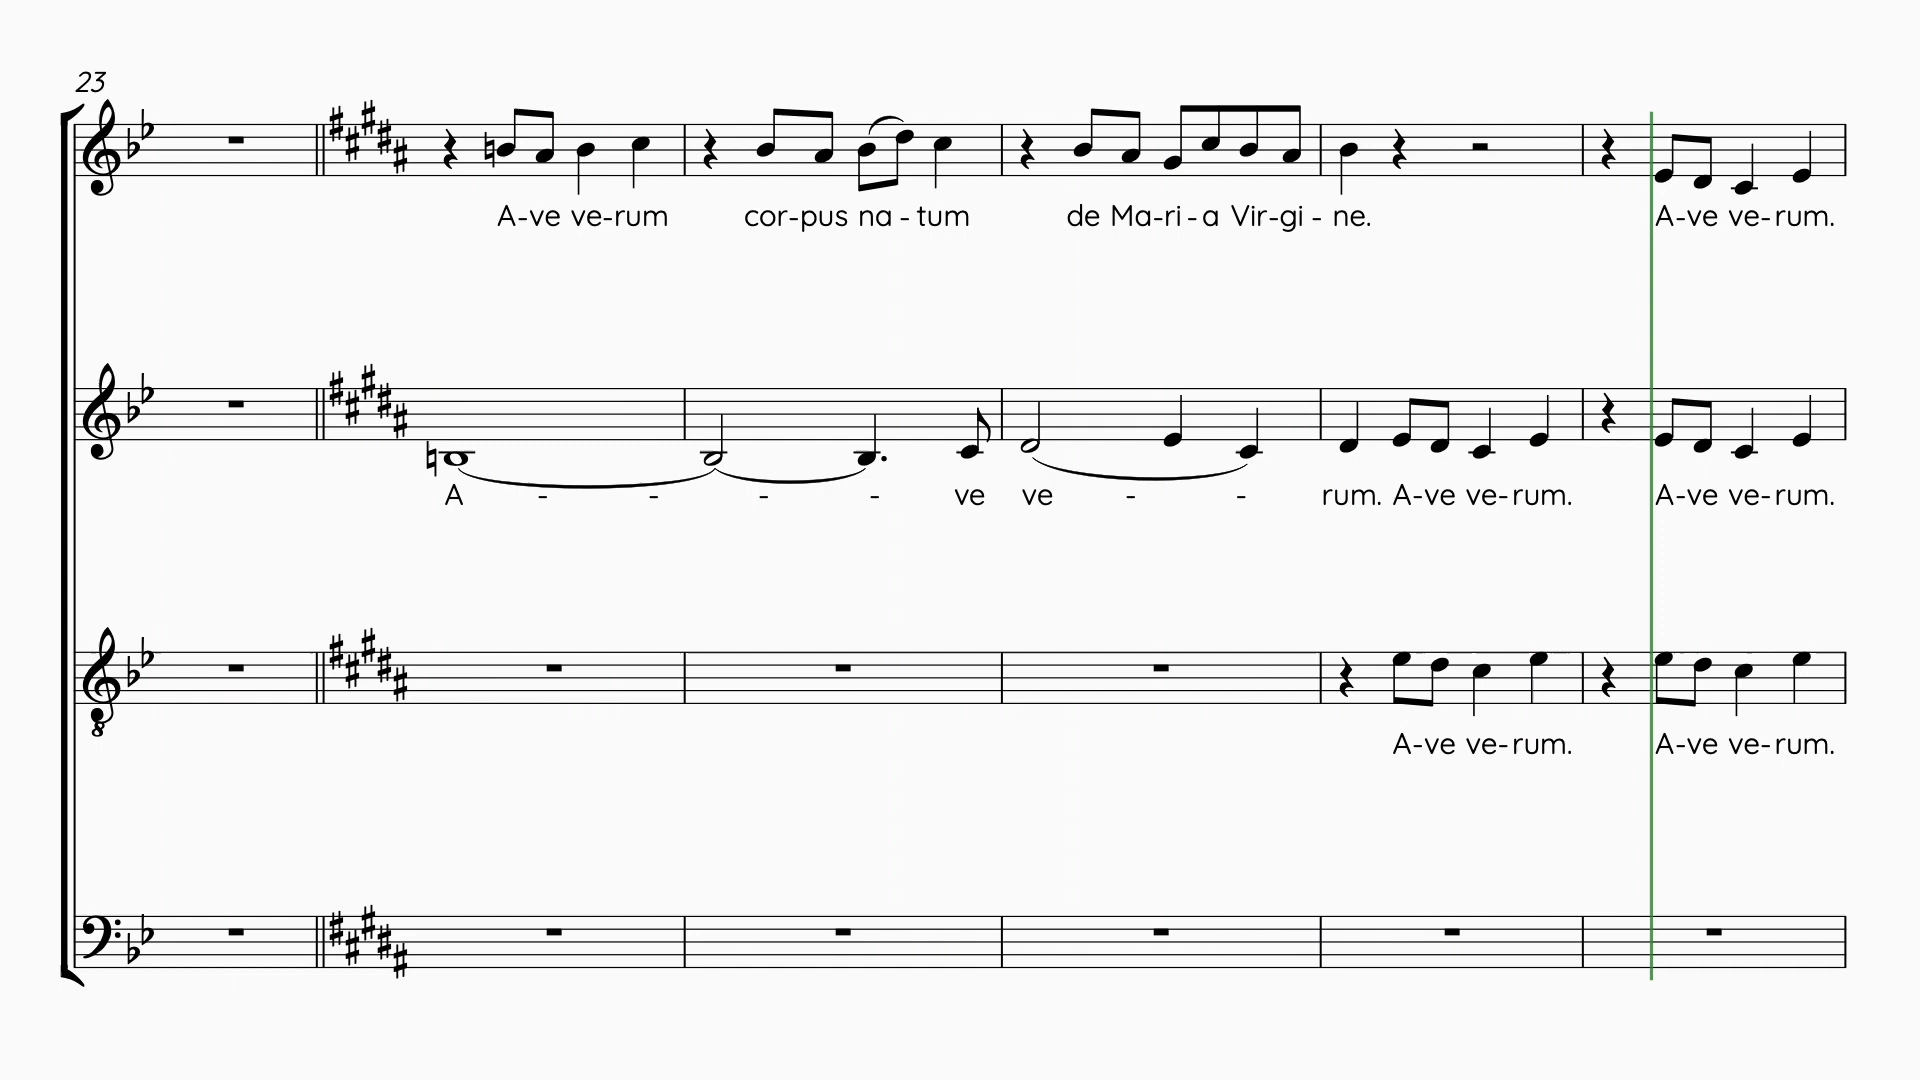 23
A-ve ve-rum cor-pus na-tum de Ma-ri-a Vir-gi-ne. A-ve ve-rum.
A - - - - ve ve - - rum. A-ve ve-rum. A-ve ve-rum.
A-ve ve-rum. A-ve ve-rum.
8